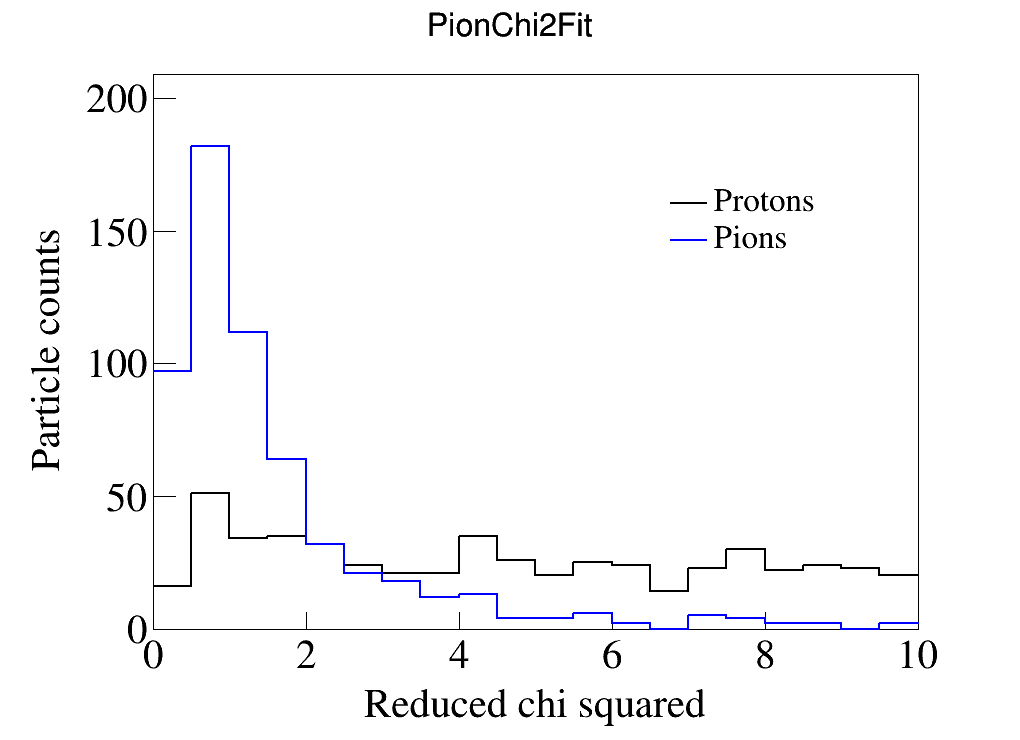 PionChi2Fit
200
150
100
50
0
Particle counts
Protons
Pions
0 2 4 6 8 10
Reduced chi squared